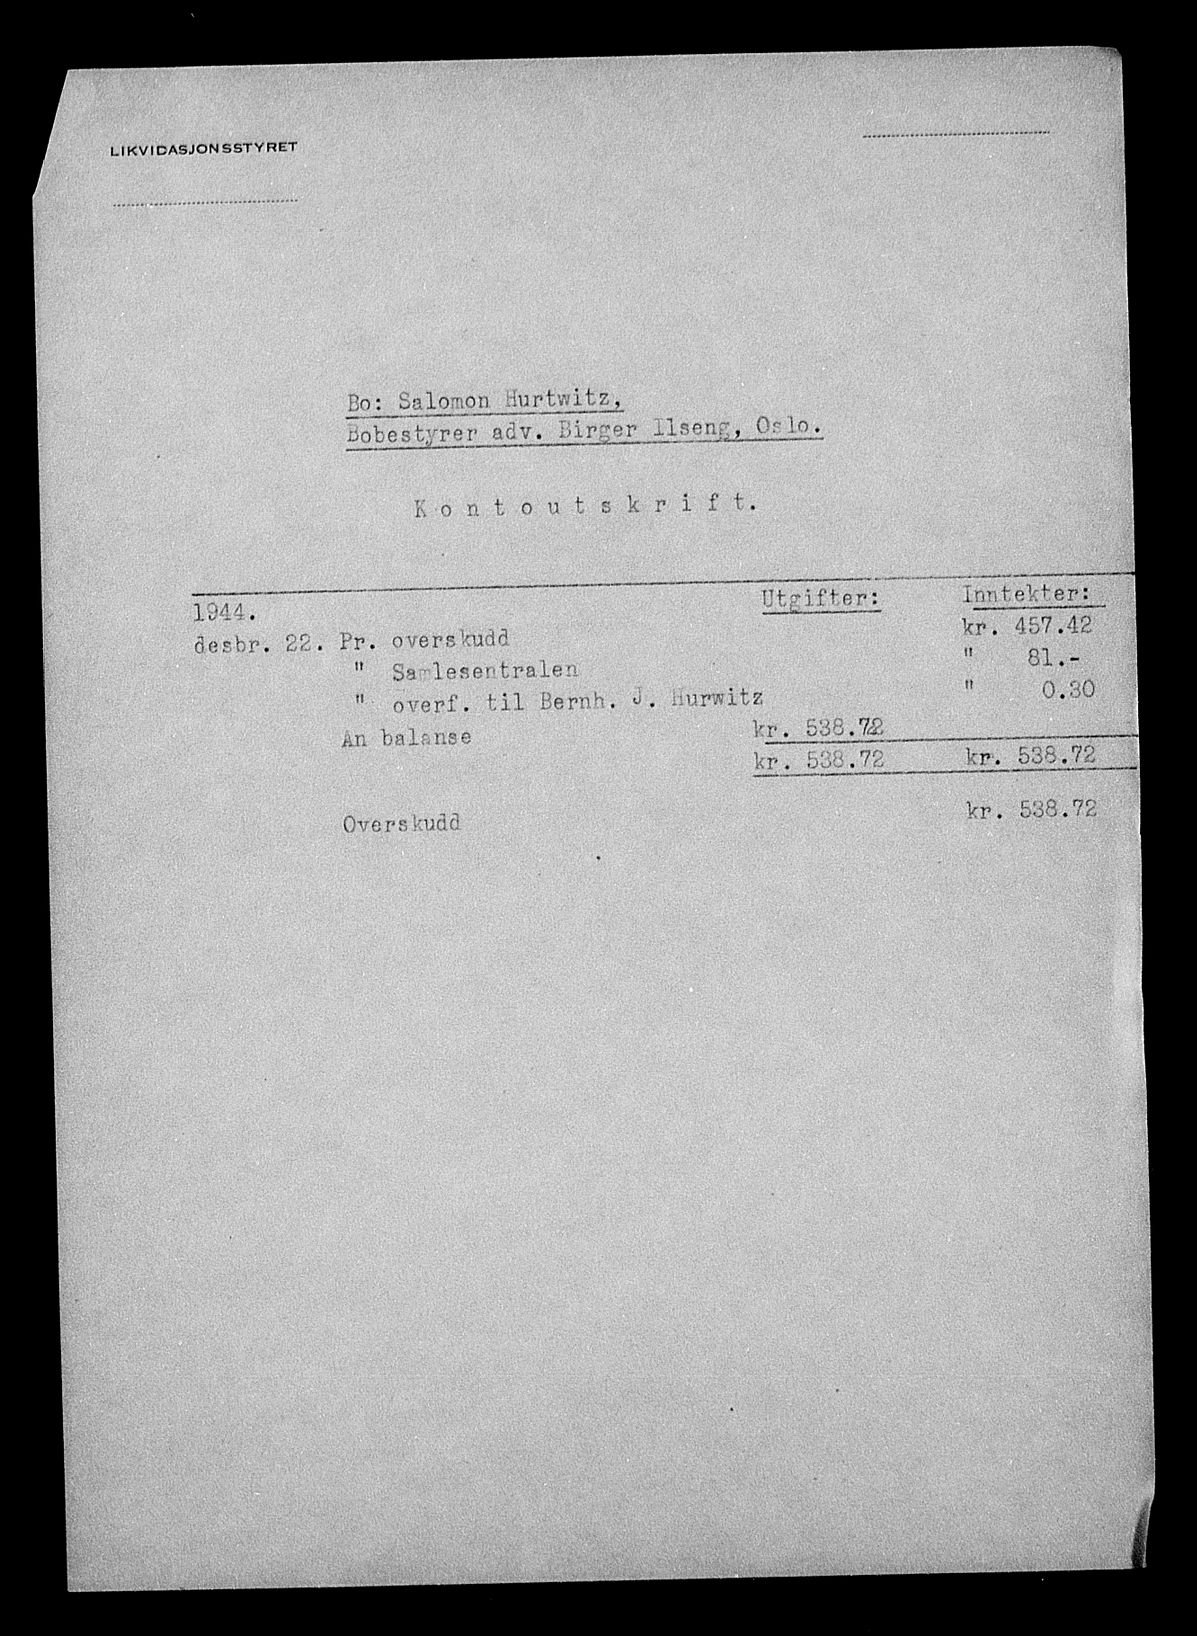 LIKVIDASJONSSTYRET
Bo: Salomon Hurtwitz,
Bobestyrer adv. Birger Ilseng, Oslo.
Kontoutskrift.
1944. Utgifter: Inntekter:
desbr. 22. Pr. overskudd kr. 457.42
" Samlesentralen " 81.-
" overf. til Bernh. J. Hurwitz " 0.30
An balanse kr. 538.72
kr. 538.72 kr. 538.72
Overskudd kr. 538.72